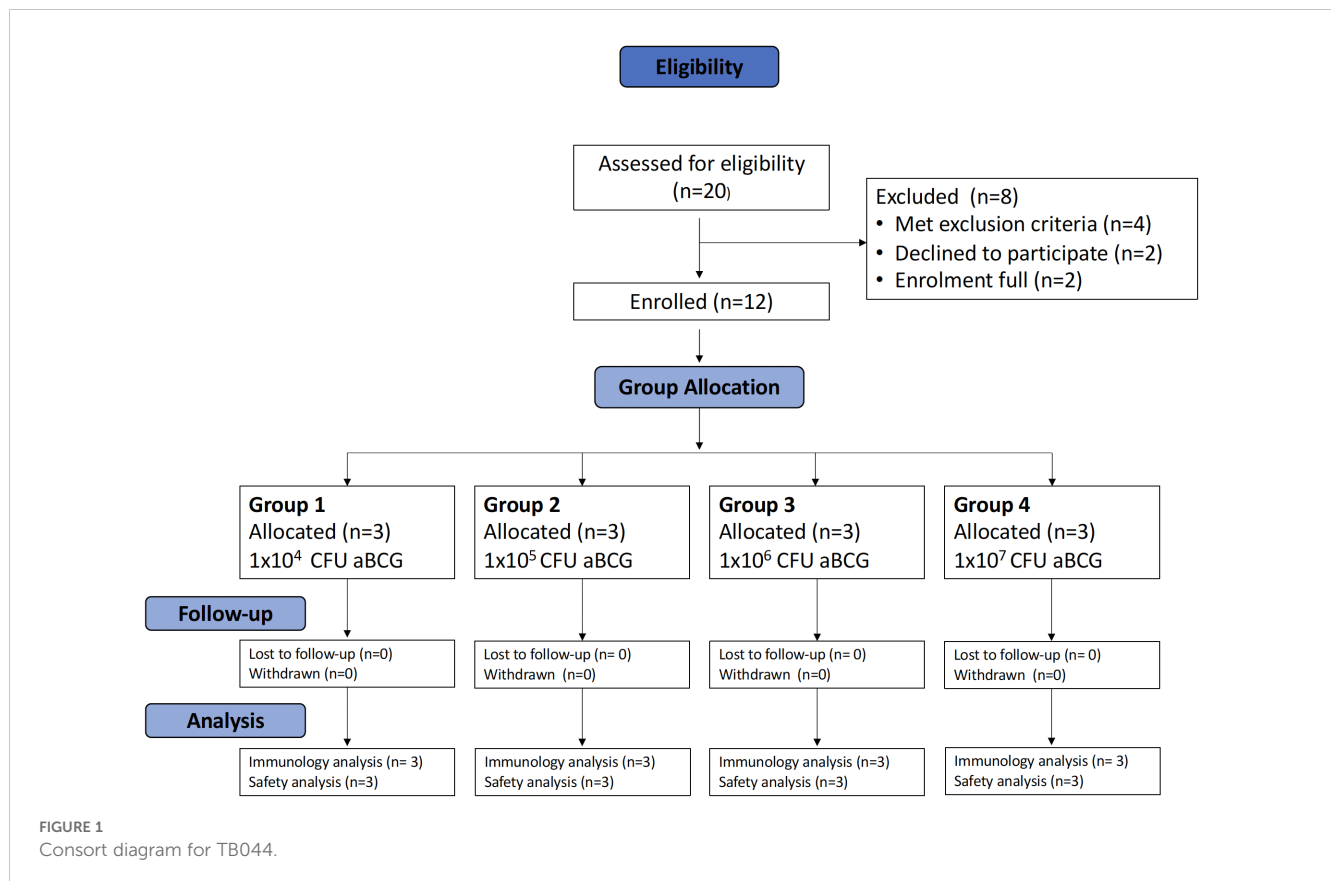 Eligibility
Assessed for eligibility
(n=20)
Excluded (n=8)
• Met exclusion criteria (n=4)
• Declined to participate (n=2)
• Enrolment full (n=2)
Enrolled (n=12)
Group Allocation
Group 1
Allocated (n=3)
1x10⁴ CFU aBCG
Group 2
Allocated (n=3)
1x10⁵ CFU aBCG
Group 3
Allocated (n=3)
1x10⁶ CFU aBCG
Group 4
Allocated (n=3)
1x10⁷ CFU aBCG
Follow-up
Lost to follow-up (n=0)
Withdrawn (n=0)
Lost to follow-up (n= 0)
Withdrawn (n=0)
Lost to follow-up (n= 0)
Withdrawn (n=0)
Lost to follow-up (n= 0)
Withdrawn (n=0)
Analysis
Immunology analysis (n= 3)
Safety analysis (n=3)
Immunology analysis (n=3)
Safety analysis (n=3)
Immunology analysis (n=3)
Safety analysis (n=3)
Immunology analysis (n= 3)
Safety analysis (n=3)
FIGURE 1
Consort diagram for TB044.